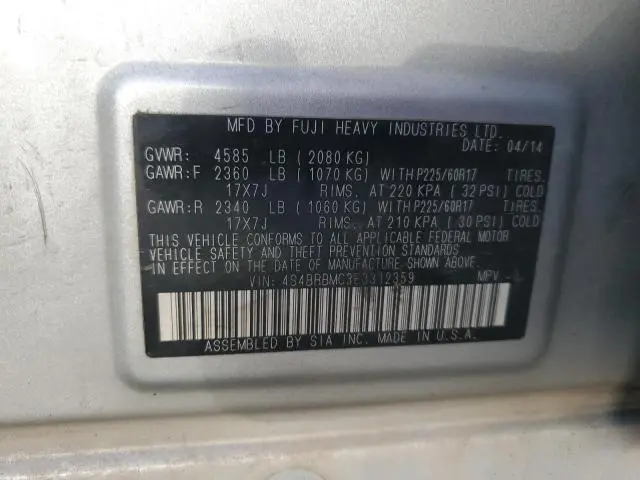 MFD BY FUJI HEAVY INDUSTRIES LTD.
DATE: 04/14
GVWR: 4585 LB ( 2080 KG)
GAWR:F 2360 LB ( 1070 KG) WITH P225/60R17 TIRES.
17X7J RIMS. AT 220 KPA ( 32 PSI) COLD
GAWR:R 2340 LB ( 1060 KG) WITH P225/60R17 TIRES.
17X7J RIMS. AT 210 KPA ( 30 PSI) COLD
THIS VEHICLE CONFORMS TO ALL APPLICABLE FEDERAL MOTOR
VEHICLE SAFETY AND THEFT PREVENTION STANDARDS
IN EFFECT ON THE DATE OF MANUFACTURE SHOWN ABOVE.
VIN: 4S4BRBMC3E3312359 MPV
ASSEMBLED BY SIA INC. MADE IN U.S.A.